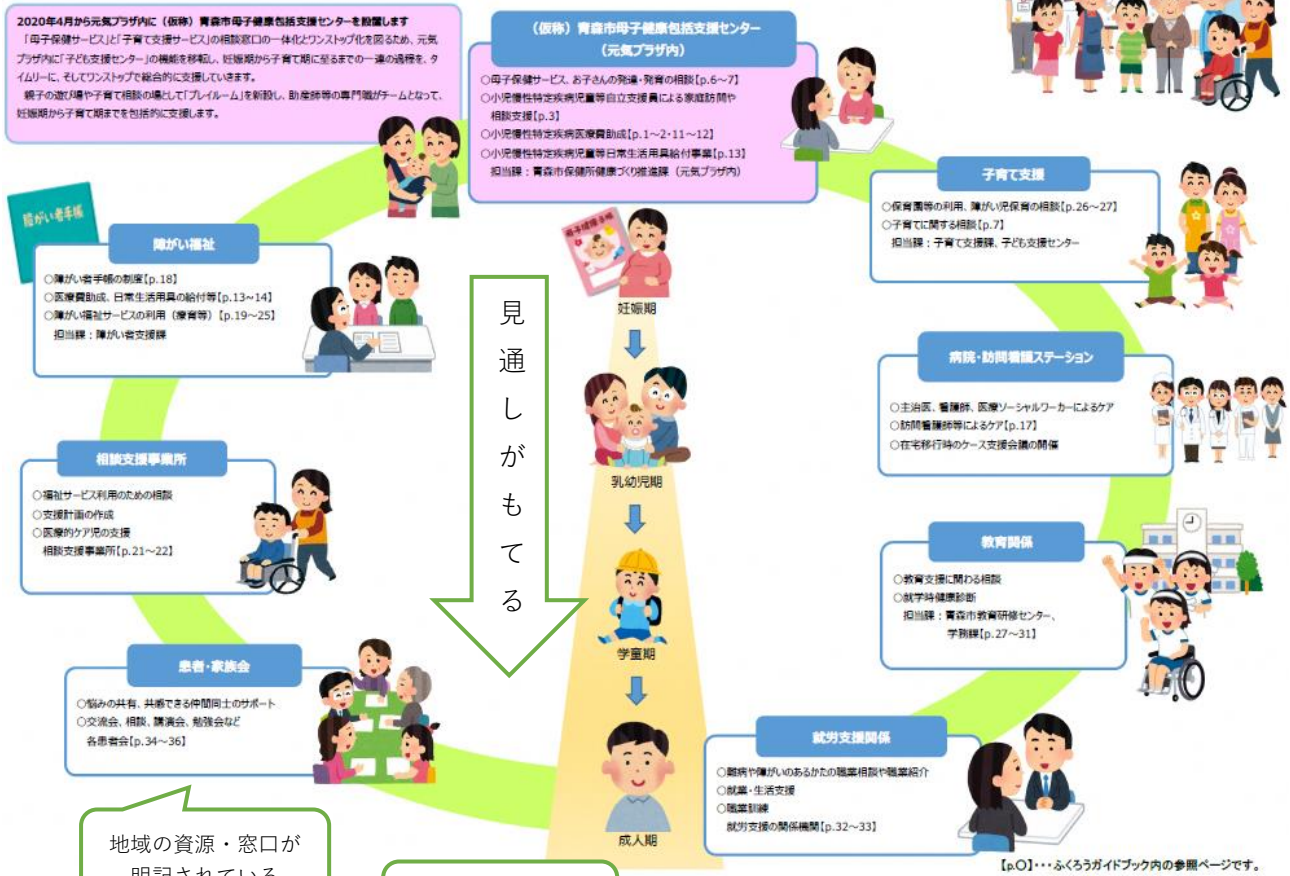 2020年4月から元気プラザ内に（仮称）青森市母子健康包括支援センターを設置します
「母子保健サービス」と「子育て支援サービス」の相談窓口の一体化とワンストップ化を図るため、元気
プラザ内に「子ども支援センター」の機能を移転し、妊娠期から子育て期に至るまでの一連の過程を、タ
イムリーに、そしてワンストップで総合的に支援していきます。
親子の遊び場や子育て相談の場として「プレイルーム」を新設し、助産師等の専門職がチームとなって、
妊娠期から子育て期までを包括的に支援します。
（仮称）青森市母子健康包括支援センター
（元気プラザ内）
○母子保健サービス、お子さんの発達・発育の相談【p.6～7】
○小児慢性特定疾病児童等自立支援員による家庭訪問や
相談支援【p.3】
○小児慢性特定疾病医療費助成【p.1～2・11～12】
○小児慢性特定疾病児童等日常生活用具給付事業【p.13】
担当課：青森市保健所健康づくり推進課（元気プラザ内）
子育て支援
○保育園等の利用、障がい児保育の相談【p.26～27】
○子育てに関する相談【p.7】
担当課：子育て支援課、子ども支援センター
障がい者手帳
障がい福祉
○障がい者手帳の制度【p.18】
○医療費助成、日常生活用具の給付等【p.13～14】
○障がい福祉サービスの利用（療育等）【p.19～25】
担当課：障がい者支援課
母子健康手帳
妊娠期
見通しがもてる
病院・訪問看護ステーション
○主治医、看護師、医療ソーシャルワーカーによるケア
○訪問看護師等によるケア【p.17】
○在宅移行時のケース支援会議の開催
相談支援事業所
○福祉サービス利用のための相談
○支援計画の作成
○医療的ケア児の支援
相談支援事業所【p.21～22】
乳幼児期
教育関係
○教育支援に関わる相談
○就学時健康診断
担当課：青森市教育研修センター、
学務課【p.27～31】
学童期
患者・家族会
○悩みの共有、共感できる仲間同士のサポート
○交流会、相談、講演会、勉強会など
各患者会【p.34～36】
就労支援関係
○難病や障がいのあるかたの職業相談や職業紹介
○就業・生活支援
○職業訓練
就労支援の関係機関【p.32～33】
成人期
地域の資源・窓口が
明記されている
【p.○】・・・ふくろうガイドブック内の参照ページです。